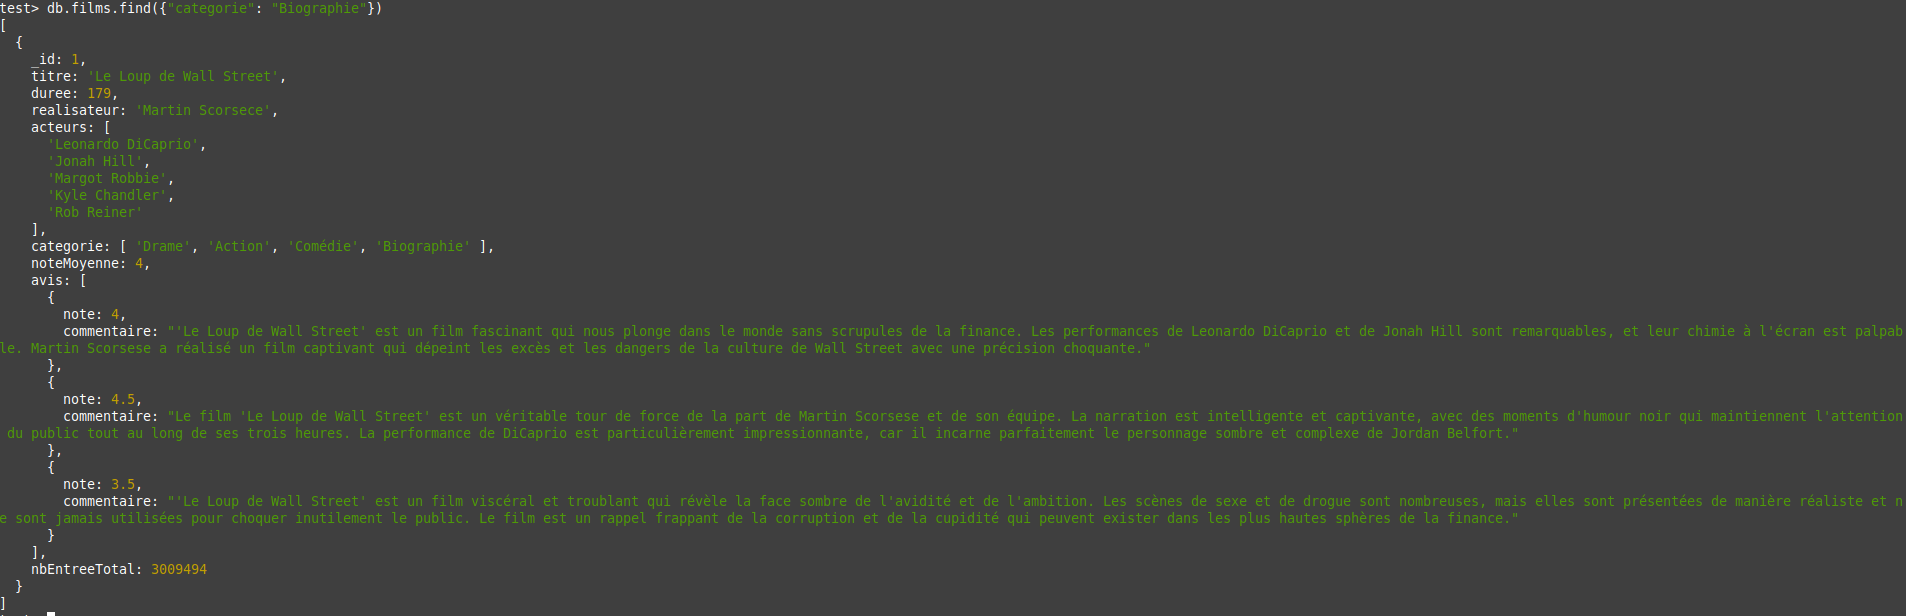 test> db.films.find({"categorie": "Biographie"})
[
  {
    _id: 1,
    titre: 'Le Loup de Wall Street',
    duree: 179,
    realisateur: 'Martin Scorsece',
    acteurs: [
      'Leonardo DiCaprio',
      'Jonah Hill',
      'Margot Robbie',
      'Kyle Chandler',
      'Rob Reiner'
    ],
    categorie: [ 'Drame', 'Action', 'Comédie', 'Biographie' ],
    noteMoyenne: 4,
    avis: [
      {
        note: 4,
        commentaire: "'Le Loup de Wall Street' est un film fascinant qui nous plonge dans le monde sans scrupules de la finance. Les performances de Leonardo DiCaprio et de Jonah Hill sont remarquables, et leur chimie à l'écran est palpab
le. Martin Scorsese a réalisé un film captivant qui dépeint les excès et les dangers de la culture de Wall Street avec une précision choquante."
      },
      {
        note: 4.5,
        commentaire: "Le film 'Le Loup de Wall Street' est un véritable tour de force de la part de Martin Scorsese et de son équipe. La narration est intelligente et captivante, avec des moments d'humour noir qui maintiennent l'attention
 du public tout au long de ses trois heures. La performance de DiCaprio est particulièrement impressionnante, car il incarne parfaitement le personnage sombre et complexe de Jordan Belfort."
      },
      {
        note: 3.5,
        commentaire: "'Le Loup de Wall Street' est un film viscéral et troublant qui révèle la face sombre de l'avidité et de l'ambition. Les scènes de sexe et de drogue sont nombreuses, mais elles sont présentées de manière réaliste et n
e sont jamais utilisées pour choquer inutilement le public. Le film est un rappel frappant de la corruption et de la cupidité qui peuvent exister dans les plus hautes sphères de la finance."
      }
    ],
    nbEntreeTotal: 3009494
  }
]